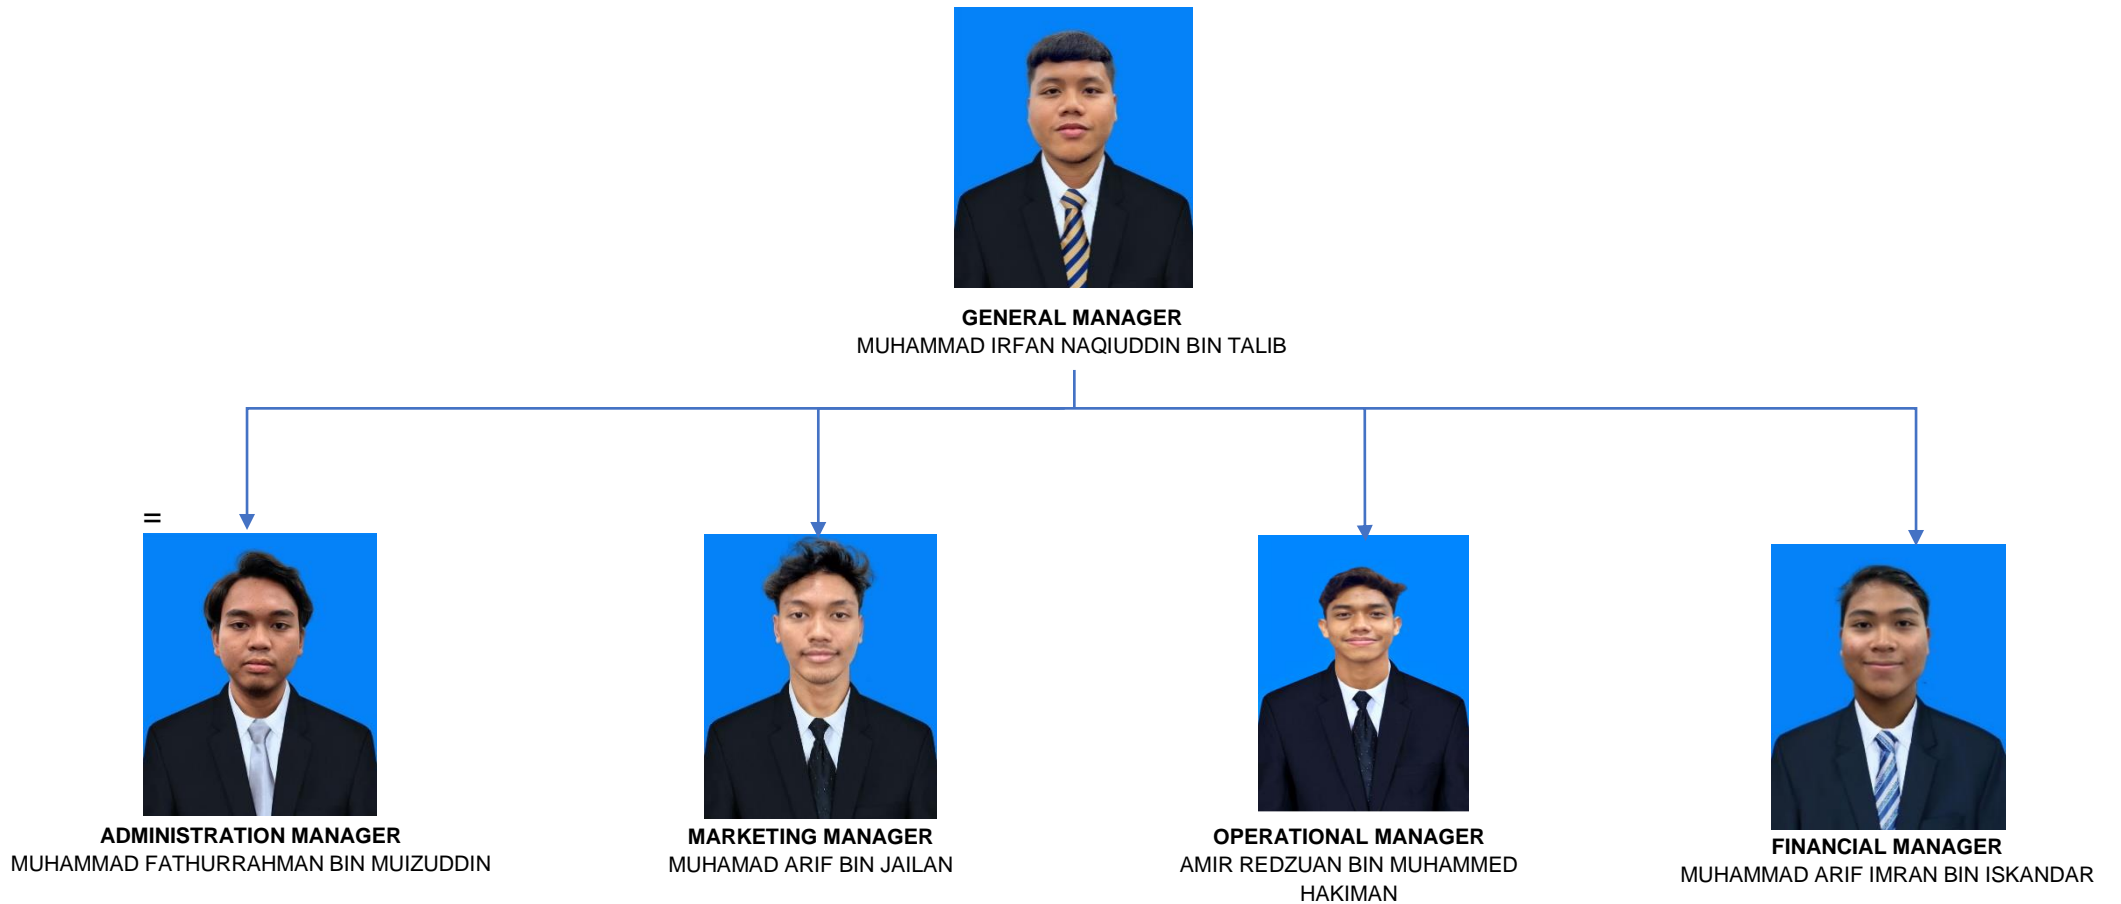 GENERAL MANAGER
MUHAMMAD IRFAN NAQIUDDIN BIN TALIB
=
ADMINISTRATION MANAGER
MUHAMMAD FATHURRAHMAN BIN MUIZUDDIN
MARKETING MANAGER
MUHAMAD ARIF BIN JAILAN
OPERATIONAL MANAGER
AMIR REDZUAN BIN MUHAMMED
HAKIMAN
FINANCIAL MANAGER
MUHAMMAD ARIF IMRAN BIN ISKANDAR